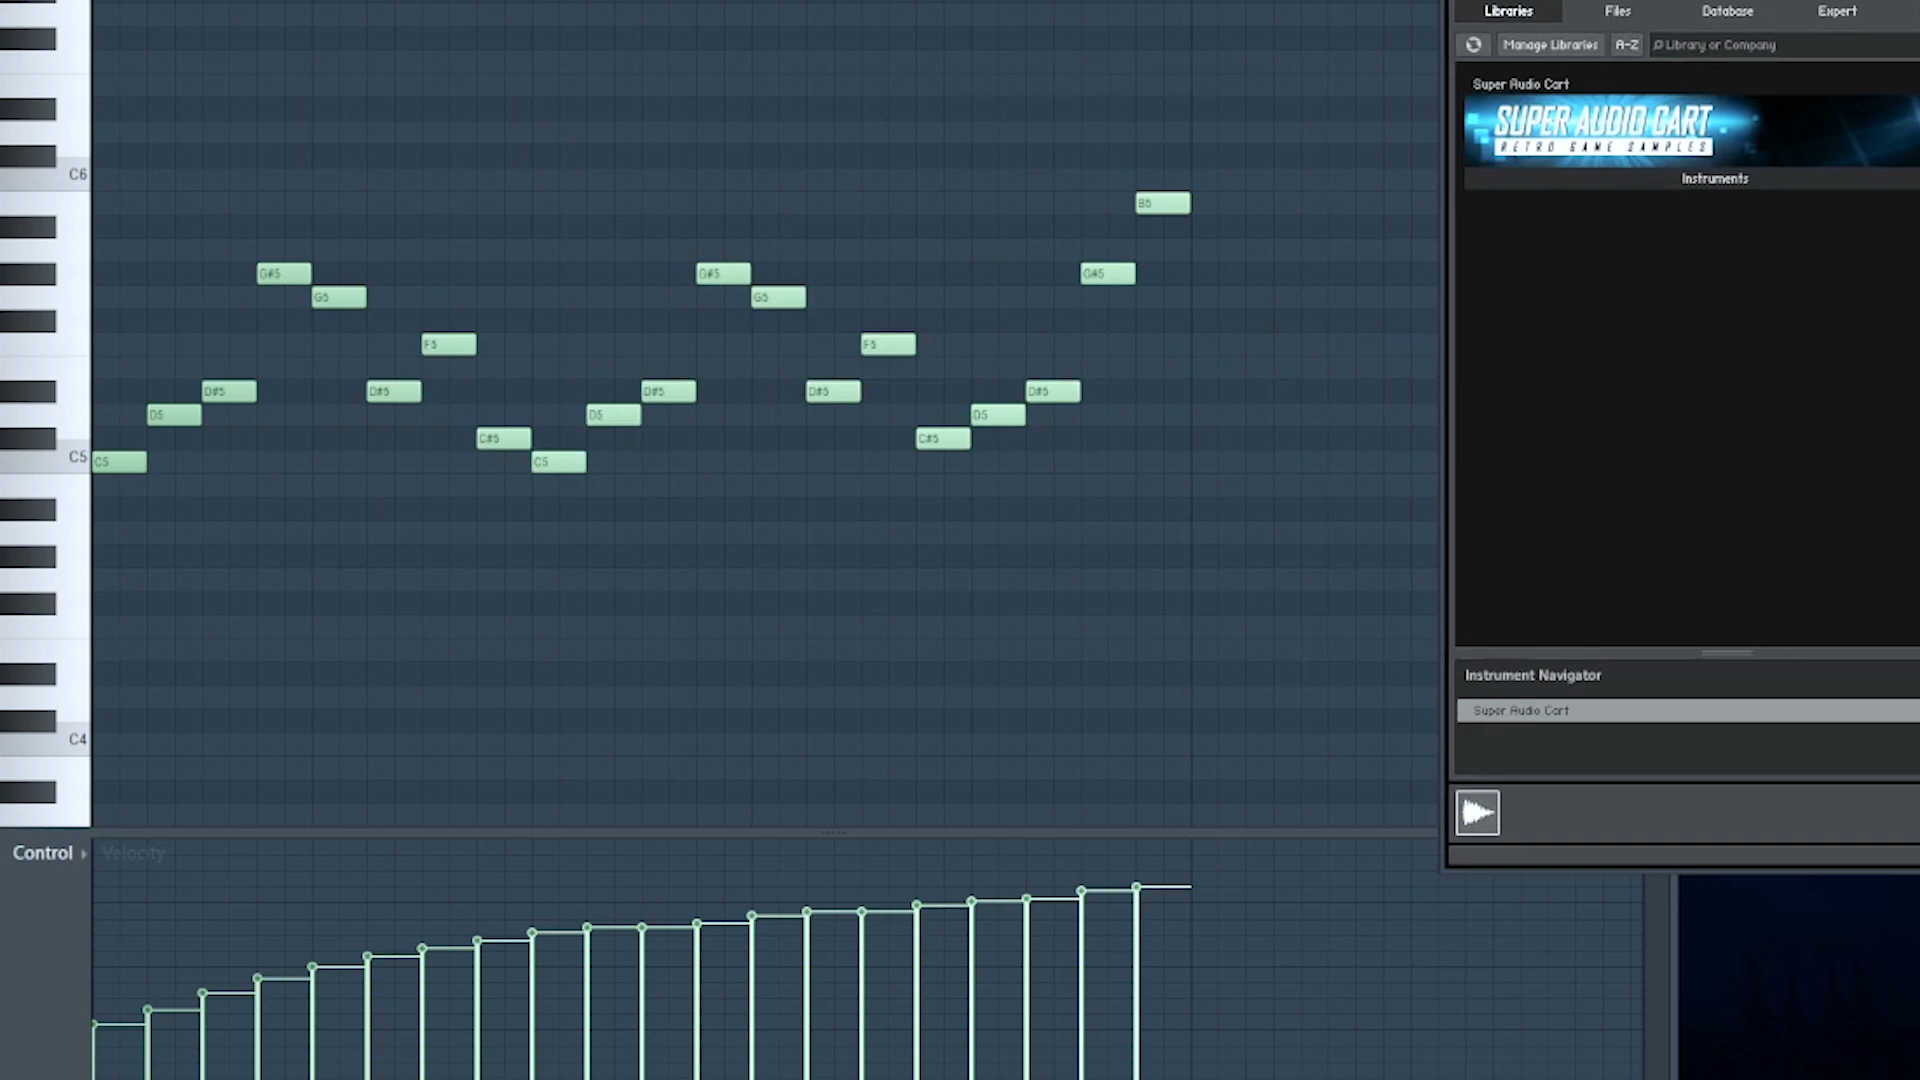 Libraries Files Database Expert
Manage Libraries A-Z Library or Company
Super Audio Cart
SUPER AUDIO CART
RETRO GAME SAMPLES
Instruments
C6
B5
G#5 G#5 G#5
G5 G5
F5 F5
D#5 D#5 D#5 D#5 D#5
D5 D5 D5
C#5 C#5
C5 C5 C5
Instrument Navigator
Super Audio Cart
C4
Control Velocity